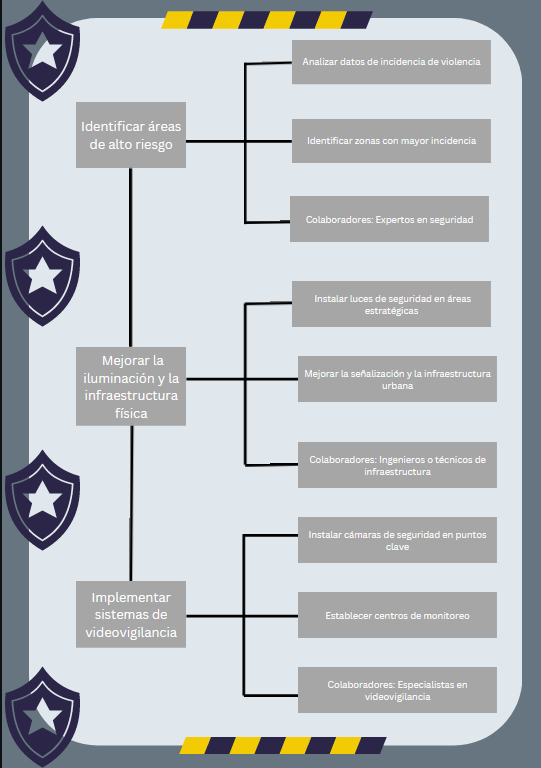 Identificar áreas
de alto riesgo
Analizar datos de incidencia de violencia
Identificar zonas con mayor incidencia
Colaboradores: Expertos en seguridad
Mejorar la
iluminación y la
infraestructura
física
Instalar luces de seguridad en áreas
estratégicas
Mejorar la señalización y la infraestructura
urbana
Colaboradores: Ingenieros o técnicos de
infraestructura
Implementar
sistemas de
videovigilancia
Instalar cámaras de seguridad en puntos
clave
Establecer centros de monitoreo
Colaboradores: Especialistas en
videovigilancia